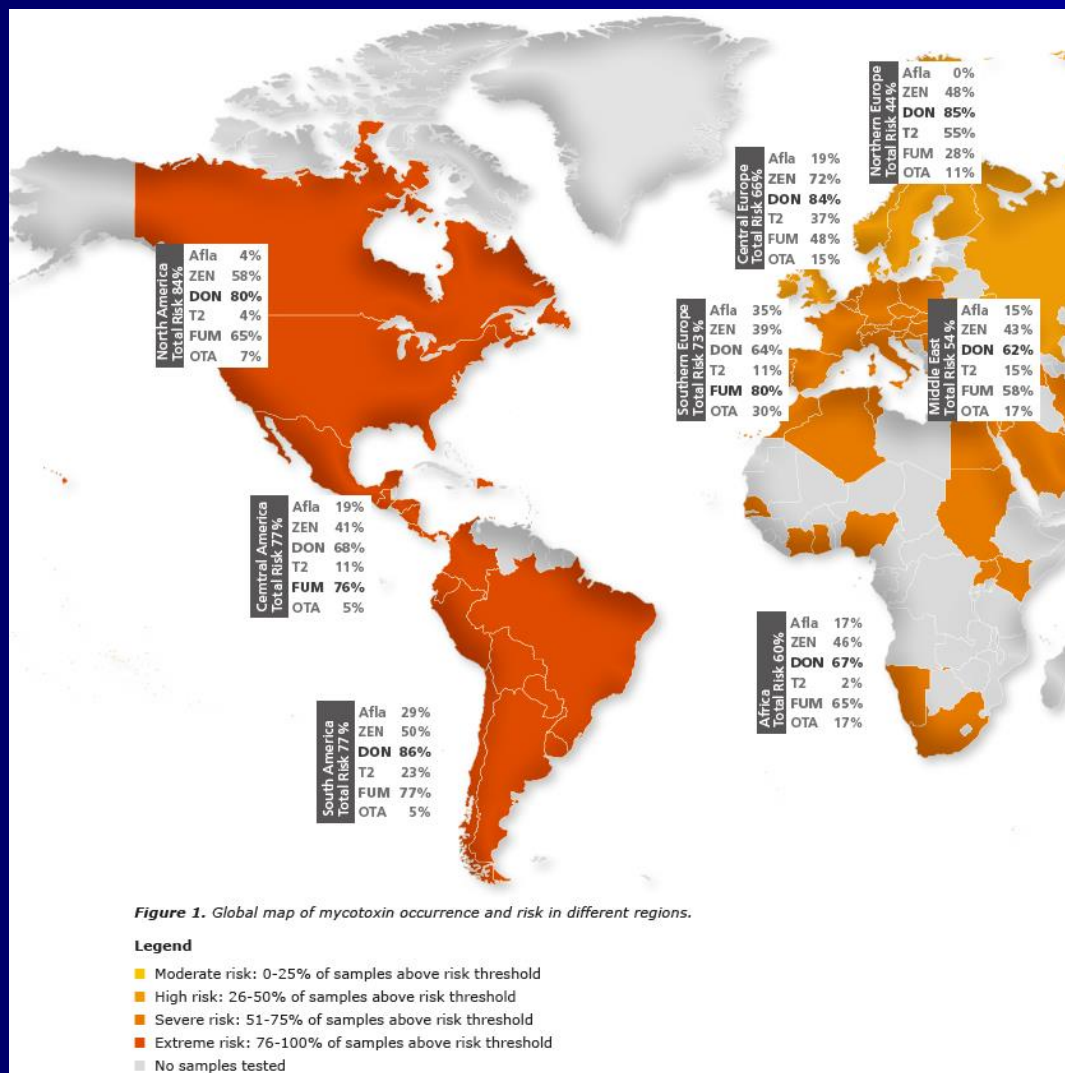 Northern Europe
Total Risk 44%
Afla 0%
ZEN 48%
DON 85%
T2 55%
FUM 28%
OTA 11%
Central Europe
Total Risk 66%
Afla 19%
ZEN 72%
DON 84%
T2 37%
FUM 48%
OTA 15%
North America
Total Risk 84%
Afla 4%
ZEN 58%
DON 80%
T2 4%
FUM 65%
OTA 7%
Southern Europe
Total Risk 73%
Afla 35%
ZEN 39%
DON 64%
T2 11%
FUM 80%
OTA 30%
Middle East
Total Risk 54%
Afla 15%
ZEN 43%
DON 62%
T2 15%
FUM 58%
OTA 17%
Cemtral America
Total Risk 77%
Afla 19%
ZEN 41%
DON 68%
T2 11%
FUM 76%
OTA 5%
Africa
Total Risk 60%
Afla 17%
ZEN 46%
DON 67%
T2 2%
FUM 65%
OTA 17%
South America
Total Risk 77%
Afla 29%
ZEN 50%
DON 86%
T2 23%
FUM 77%
OTA 5%
Figure 1. Global map of mycotoxin occurrence and risk in different regions.
Legend
Moderate risk: 0-25% of samples above risk threshold
High risk: 26-50% of samples above risk threshold
Severe risk: 51-75% of samples above risk threshold
Extreme risk: 76-100% of samples above risk threshold
No samples tested